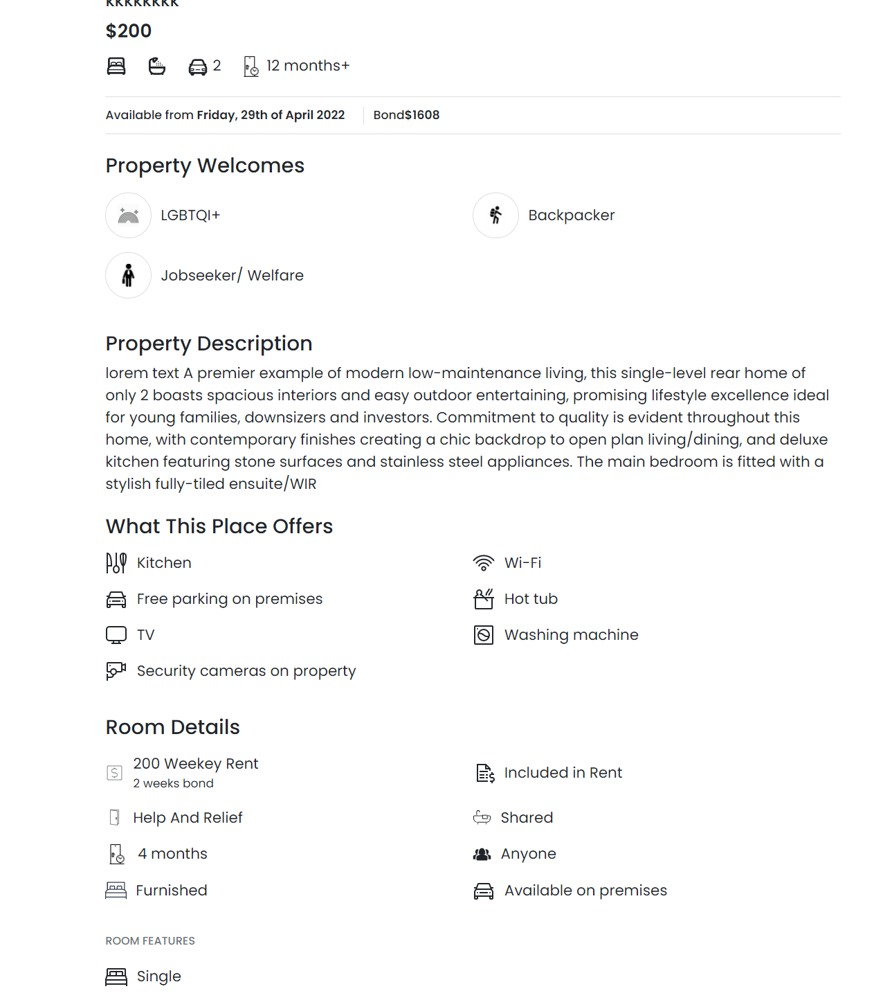 kkkkkkkk
$200
2 12 months+
Available from Friday, 29th of April 2022 Bond$1608
Property Welcomes
LGBTQI+ Backpacker
Jobseeker/ Welfare
Property Description
lorem text A premier example of modern low-maintenance living, this single-level rear home of
only 2 boasts spacious interiors and easy outdoor entertaining, promising lifestyle excellence ideal
for young families, downsizers and investors. Commitment to quality is evident throughout this
home, with contemporary finishes creating a chic backdrop to open plan living/dining, and deluxe
kitchen featuring stone surfaces and stainless steel appliances. The main bedroom is fitted with a
stylish fully-tiled ensuite/WIR
What This Place Offers
Kitchen Wi-Fi
Free parking on premises Hot tub
TV Washing machine
Security cameras on property
Room Details
200 Weekey Rent Included in Rent
2 weeks bond
Help And Relief Shared
4 months Anyone
Furnished Available on premises
ROOM FEATURES
Single